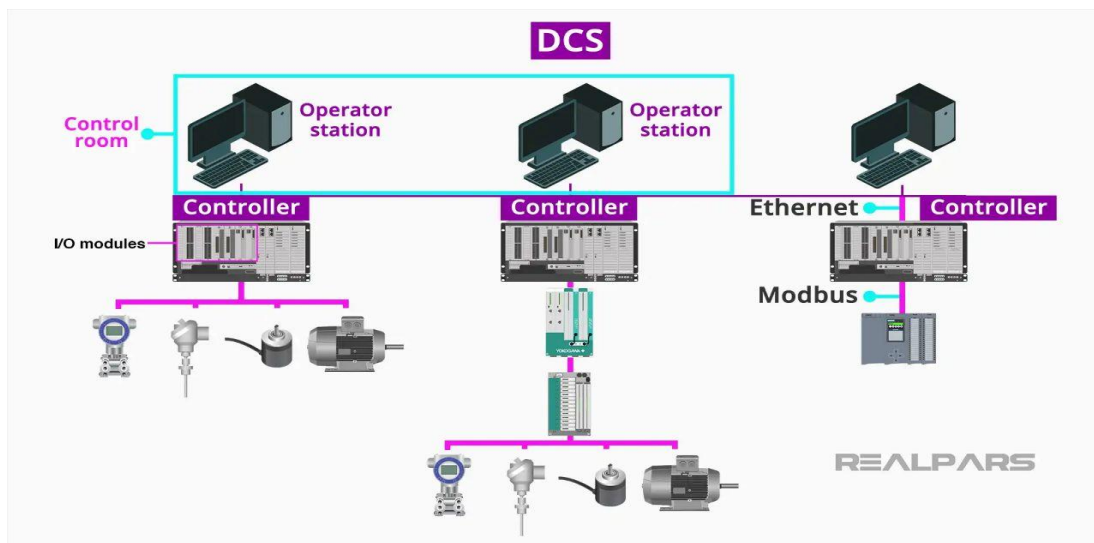 DCS
Control
room
Operator
station
Operator
station
Controller
Controller
Ethernet
Controller
I/O modules
Modbus
YOKOGAWA
REALPARS